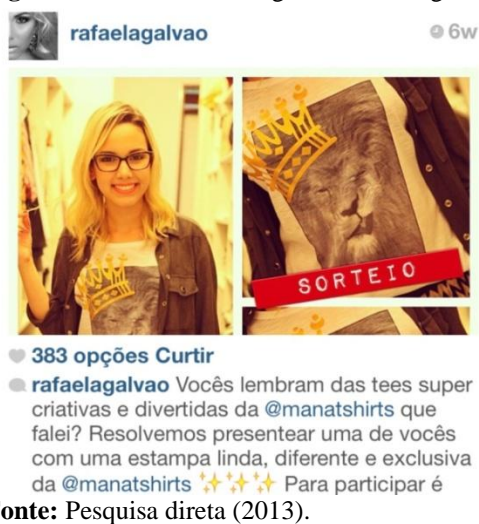 rafaelagalvao 6w
SORTEIO
383 opções Curtir
rafaelagalvao Vocês lembram das tees super
criativas e divertidas da @manatshirts que
falei? Resolvemos presentear uma de vocês
com uma estampa linda, diferente e exclusiva
da @manatshirts ✨✨✨ Para participar é
onte: Pesquisa direta (2013).